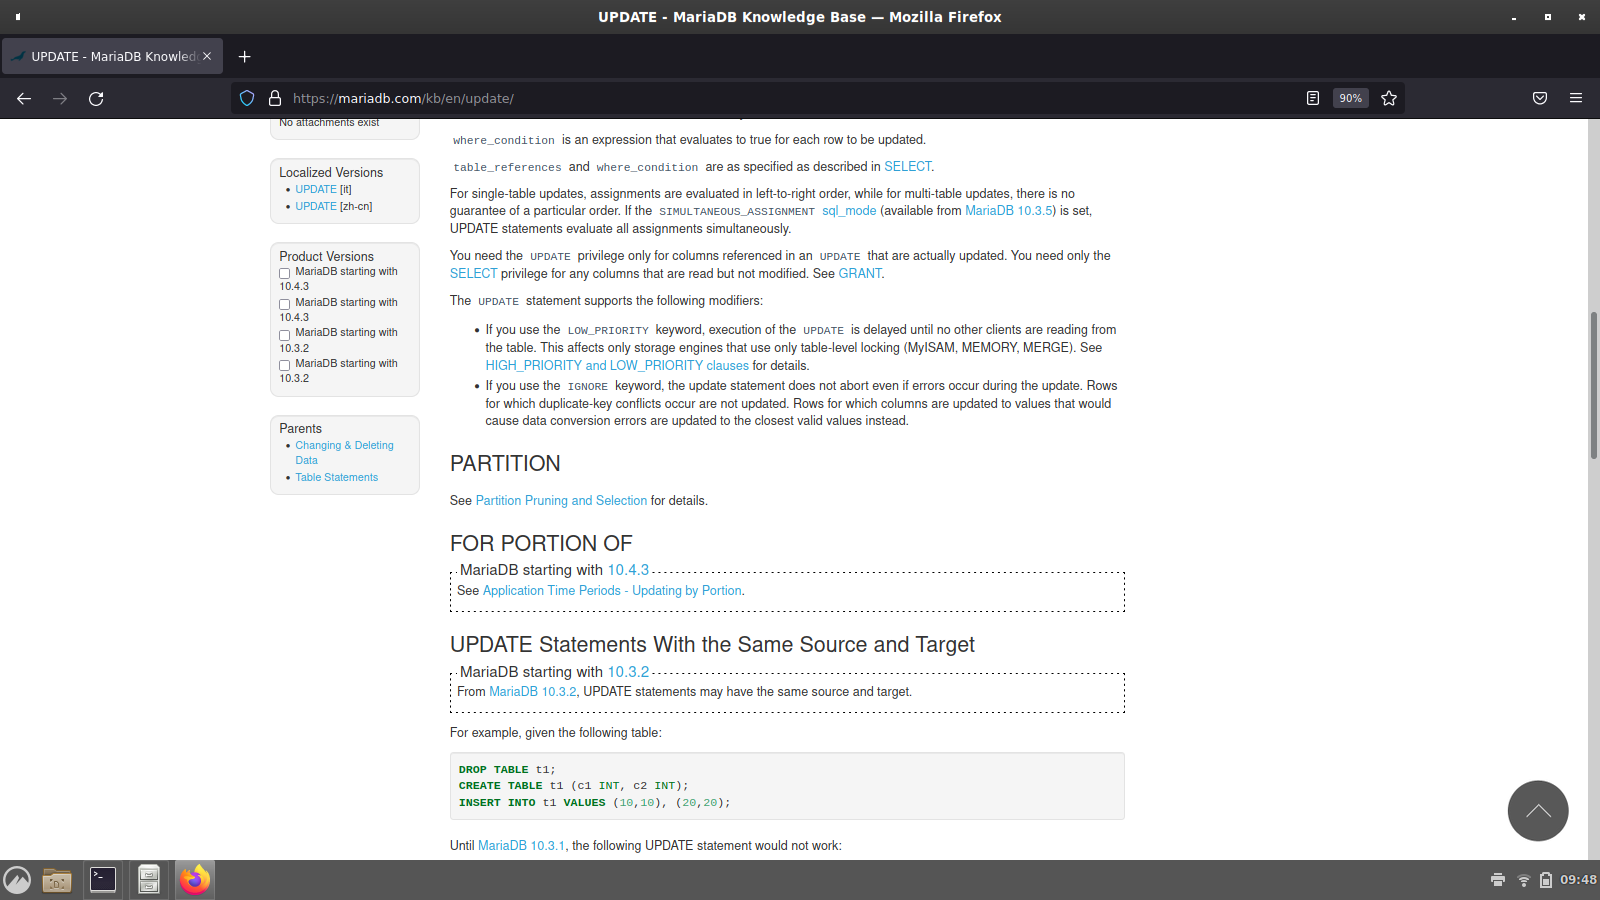 UPDATE - MariaDB Knowledge Base — Mozilla Firefox
UPDATE - MariaDB Knowled
https://mariadb.com/kb/en/update/
90%
No attachments exist
Localized Versions
UPDATE [it]
UPDATE [zh-cn]
Product Versions
MariaDB starting with
10.4.3
MariaDB starting with
10.4.3
MariaDB starting with
10.3.2
MariaDB starting with
10.3.2
Parents
Changing & Deleting
Data
Table Statements
where_condition is an expression that evaluates to true for each row to be updated.
table_references and where_condition are as specified as described in SELECT.
For single-table updates, assignments are evaluated in left-to-right order, while for multi-table updates, there is no
guarantee of a particular order. If the SIMULTANEOUS_ASSIGNMENT sql_mode (available from MariaDB 10.3.5) is set,
UPDATE statements evaluate all assignments simultaneously.
You need the UPDATE privilege only for columns referenced in an UPDATE that are actually updated. You need only the
SELECT privilege for any columns that are read but not modified. See GRANT.
The UPDATE statement supports the following modifiers:
If you use the LOW_PRIORITY keyword, execution of the UPDATE is delayed until no other clients are reading from
the table. This affects only storage engines that use only table-level locking (MyISAM, MEMORY, MERGE). See
HIGH_PRIORITY and LOW_PRIORITY clauses for details.
If you use the IGNORE keyword, the update statement does not abort even if errors occur during the update. Rows
for which duplicate-key conflicts occur are not updated. Rows for which columns are updated to values that would
cause data conversion errors are updated to the closest valid values instead.
PARTITION
See Partition Pruning and Selection for details.
FOR PORTION OF
MariaDB starting with 10.4.3
See Application Time Periods - Updating by Portion.
UPDATE Statements With the Same Source and Target
MariaDB starting with 10.3.2
From MariaDB 10.3.2, UPDATE statements may have the same source and target.
For example, given the following table:
DROP TABLE t1;
CREATE TABLE t1 (c1 INT, c2 INT);
INSERT INTO t1 VALUES (10,10), (20,20);
Until MariaDB 10.3.1, the following UPDATE statement would not work:
09:48